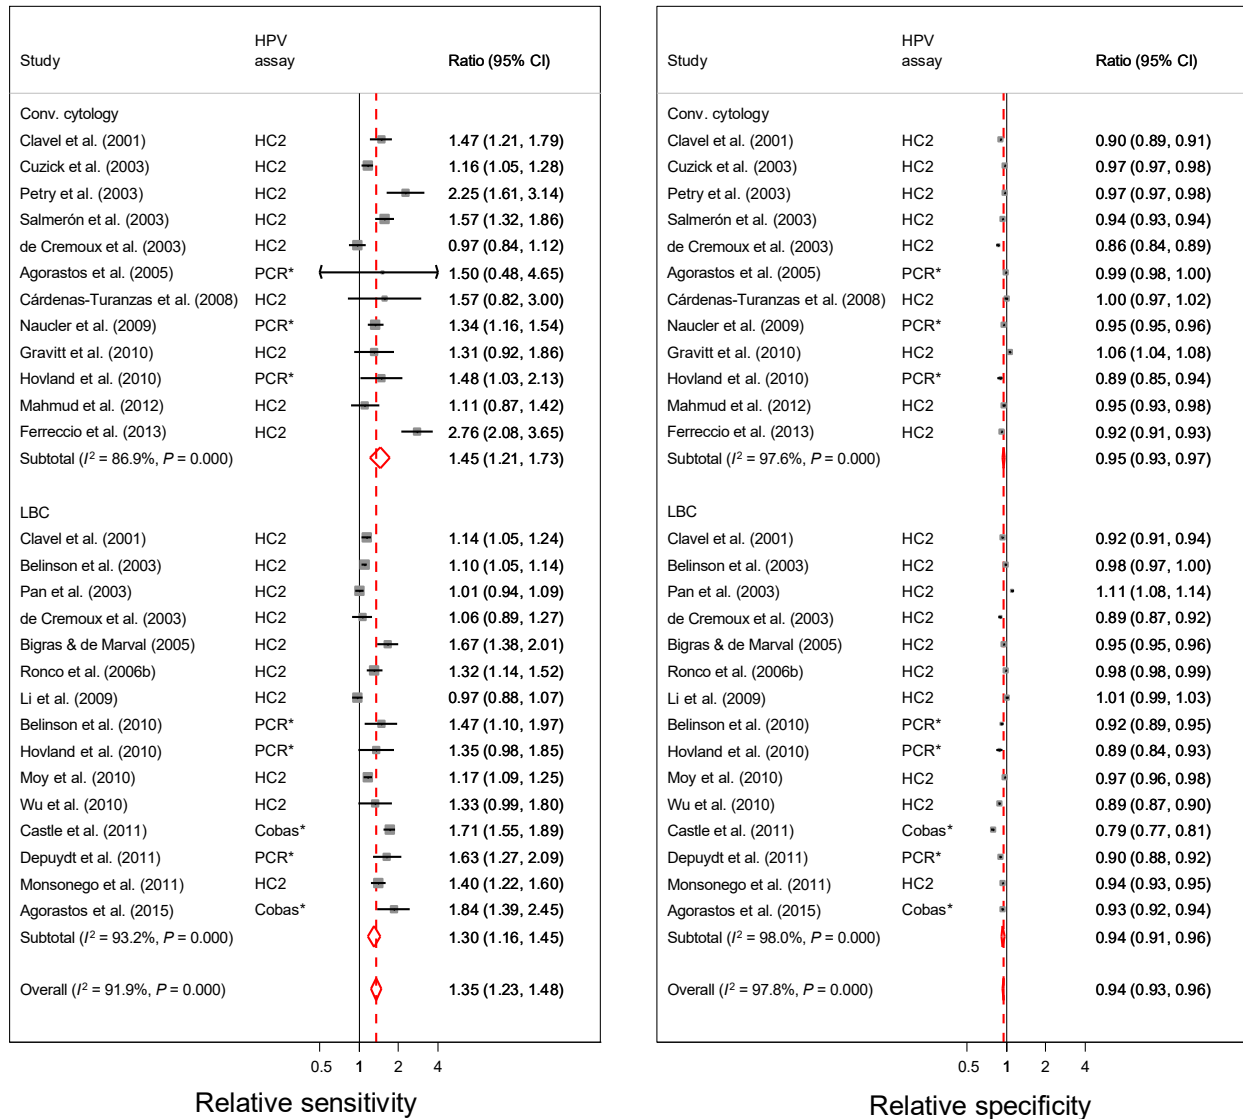 HPV
Study assay Ratio (95% CI)
Conv. cytology
Clavel et al. (2001) HC2 1.47 (1.21, 1.79)
Cuzick et al. (2003) HC2 1.16 (1.05, 1.28)
Petry et al. (2003) HC2 2.25 (1.61, 3.14)
Salmerón et al. (2003) HC2 1.57 (1.32, 1.86)
de Cremoux et al. (2003) HC2 0.97 (0.84, 1.12)
Agorastos et al. (2005) PCR* 1.50 (0.48, 4.65)
Cárdenas-Turanzas et al. (2008) HC2 1.57 (0.82, 3.00)
Naucler et al. (2009) PCR* 1.34 (1.16, 1.54)
Gravitt et al. (2010) HC2 1.31 (0.92, 1.86)
Hovland et al. (2010) PCR* 1.48 (1.03, 2.13)
Mahmud et al. (2012) HC2 1.11 (0.87, 1.42)
Ferreccio et al. (2013) HC2 2.76 (2.08, 3.65)
Subtotal (I² = 86.9%, P = 0.000) 1.45 (1.21, 1.73)
LBC
Clavel et al. (2001) HC2 1.14 (1.05, 1.24)
Belinson et al. (2003) HC2 1.10 (1.05, 1.14)
Pan et al. (2003) HC2 1.01 (0.94, 1.09)
de Cremoux et al. (2003) HC2 1.06 (0.89, 1.27)
Bigras & de Marval (2005) HC2 1.67 (1.38, 2.01)
Ronco et al. (2006b) HC2 1.32 (1.14, 1.52)
Li et al. (2009) HC2 0.97 (0.88, 1.07)
Belinson et al. (2010) PCR* 1.47 (1.10, 1.97)
Hovland et al. (2010) PCR* 1.35 (0.98, 1.85)
Moy et al. (2010) HC2 1.17 (1.09, 1.25)
Wu et al. (2010) HC2 1.33 (0.99, 1.80)
Castle et al. (2011) Cobas* 1.71 (1.55, 1.89)
Depuydt et al. (2011) PCR* 1.63 (1.27, 2.09)
Monsonego et al. (2011) HC2 1.40 (1.22, 1.60)
Agorastos et al. (2015) Cobas* 1.84 (1.39, 2.45)
Subtotal (I² = 93.2%, P = 0.000) 1.30 (1.16, 1.45)
Overall (I² = 91.9%, P = 0.000) 1.35 (1.23, 1.48)
0.5 1 2 4
Relative sensitivity
HPV
Study assay Ratio (95% CI)
Conv. cytology
Clavel et al. (2001) HC2 0.90 (0.89, 0.91)
Cuzick et al. (2003) HC2 0.97 (0.97, 0.98)
Petry et al. (2003) HC2 0.97 (0.97, 0.98)
Salmerón et al. (2003) HC2 0.94 (0.93, 0.94)
de Cremoux et al. (2003) HC2 0.86 (0.84, 0.89)
Agorastos et al. (2005) PCR* 0.99 (0.98, 1.00)
Cárdenas-Turanzas et al. (2008) HC2 1.00 (0.97, 1.02)
Naucler et al. (2009) PCR* 0.95 (0.95, 0.96)
Gravitt et al. (2010) HC2 1.06 (1.04, 1.08)
Hovland et al. (2010) PCR* 0.89 (0.85, 0.94)
Mahmud et al. (2012) HC2 0.95 (0.93, 0.98)
Ferreccio et al. (2013) HC2 0.92 (0.91, 0.93)
Subtotal (I² = 97.6%, P = 0.000) 0.95 (0.93, 0.97)
LBC
Clavel et al. (2001) HC2 0.92 (0.91, 0.94)
Belinson et al. (2003) HC2 0.98 (0.97, 1.00)
Pan et al. (2003) HC2 1.11 (1.08, 1.14)
de Cremoux et al. (2003) HC2 0.89 (0.87, 0.92)
Bigras & de Marval (2005) HC2 0.95 (0.95, 0.96)
Ronco et al. (2006b) HC2 0.98 (0.98, 0.99)
Li et al. (2009) HC2 1.01 (0.99, 1.03)
Belinson et al. (2010) PCR* 0.92 (0.89, 0.95)
Hovland et al. (2010) PCR* 0.89 (0.84, 0.93)
Moy et al. (2010) HC2 0.97 (0.96, 0.98)
Wu et al. (2010) HC2 0.89 (0.87, 0.90)
Castle et al. (2011) Cobas* 0.79 (0.77, 0.81)
Depuydt et al. (2011) PCR* 0.90 (0.88, 0.92)
Monsonego et al. (2011) HC2 0.94 (0.93, 0.95)
Agorastos et al. (2015) Cobas* 0.93 (0.92, 0.94)
Subtotal (I² = 98.0%, P = 0.000) 0.94 (0.91, 0.96)
Overall (I² = 97.8%, P = 0.000) 0.94 (0.93, 0.96)
0.5 1 2 4
Relative specificity